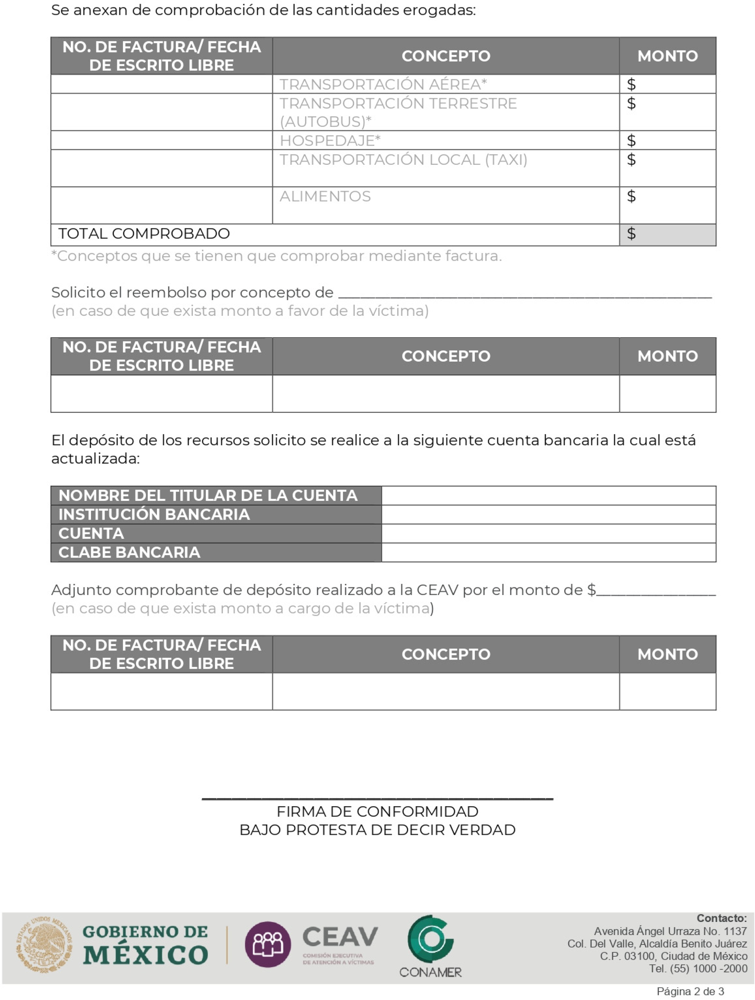 Se anexan de comprobación de las cantidades erogadas:
NO. DE FACTURA/ FECHA
DE ESCRITO LIBRE
CONCEPTO
MONTO
TRANSPORTACIÓN AÉREA*
$
TRANSPORTACIÓN TERRESTRE
(AUTOBUS)*
$
HOSPEDAJE*
$
TRANSPORTACIÓN LOCAL (TAXI)
$
ALIMENTOS
$
TOTAL COMPROBADO
$
*Conceptos que se tienen que comprobar mediante factura.
Solicito el reembolso por concepto de
(en caso de que exista monto a favor de la víctima)
NO. DE FACTURA/ FECHA
DE ESCRITO LIBRE
CONCEPTO
MONTO
El depósito de los recursos solicito se realice a la siguiente cuenta bancaria la cual está
actualizada:
NOMBRE DEL TITULAR DE LA CUENTA
INSTITUCIÓN BANCARIA
CUENTA
CLABE BANCARIA
Adjunto comprobante de depósito realizado a la CEAV por el monto de $
(en caso de que exista monto a cargo de la víctima)
NO. DE FACTURA/ FECHA
DE ESCRITO LIBRE
CONCEPTO
MONTO
FIRMA DE CONFORMIDAD
BAJO PROTESTA DE DECIR VERDAD
ESTADOS UNIDOS MEXICANOS
GOBIERNO DE
MÉXICO
CEAV
COMISIÓN EJECUTIVA
DE ATENCIÓN A VÍCTIMAS
CONAMER
Contacto:
Avenida Ángel Urraza No. 1137
Col. Del Valle, Alcaldía Benito Juárez
C.P. 03100, Ciudad de México
Tel. (55) 1000 -2000
Página 2 de 3